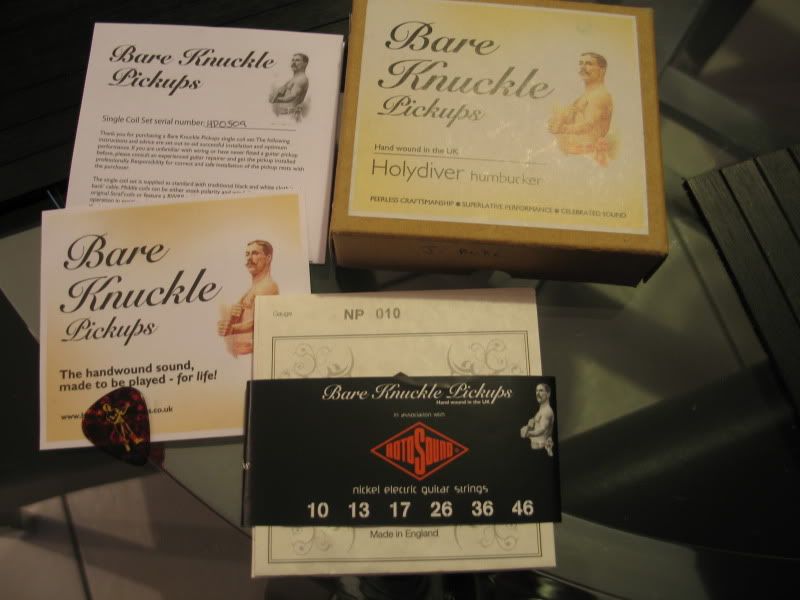 Bare Knuckle
Pickups
Single Coil Set serial number:
Thank you for purchasing a Bare Knuckle Pickups single coil set. The following
instructions and advice are set out to aid successful installation and optimum
performance. If you are unfamiliar with wiring or have never fitted a guitar pickup
before, please consult an experienced guitar repairer and get the pickup installed
professionally. Responsibility for correct and safe installation of the pickup rests with
the purchaser.
The single coil set is supplied as standard with traditional black and white cloth
Bare
Knuckle
Pickups
Hand wound in the UK
Holydiver humbucker
PEERLESS CRAFTSMANSHIP SUPERLATIVE PERFORMANCE CELEBRATED SOUND
Bare
Knuckle
Pickups
The handwound sound,
made to be played - for life!
Gauge NP 010
Bare Knuckle Pickups
Hand wound in the UK
in association with
ROTOSOUND
nickel electric guitar strings
10 13 17 26 36 46
Made in England